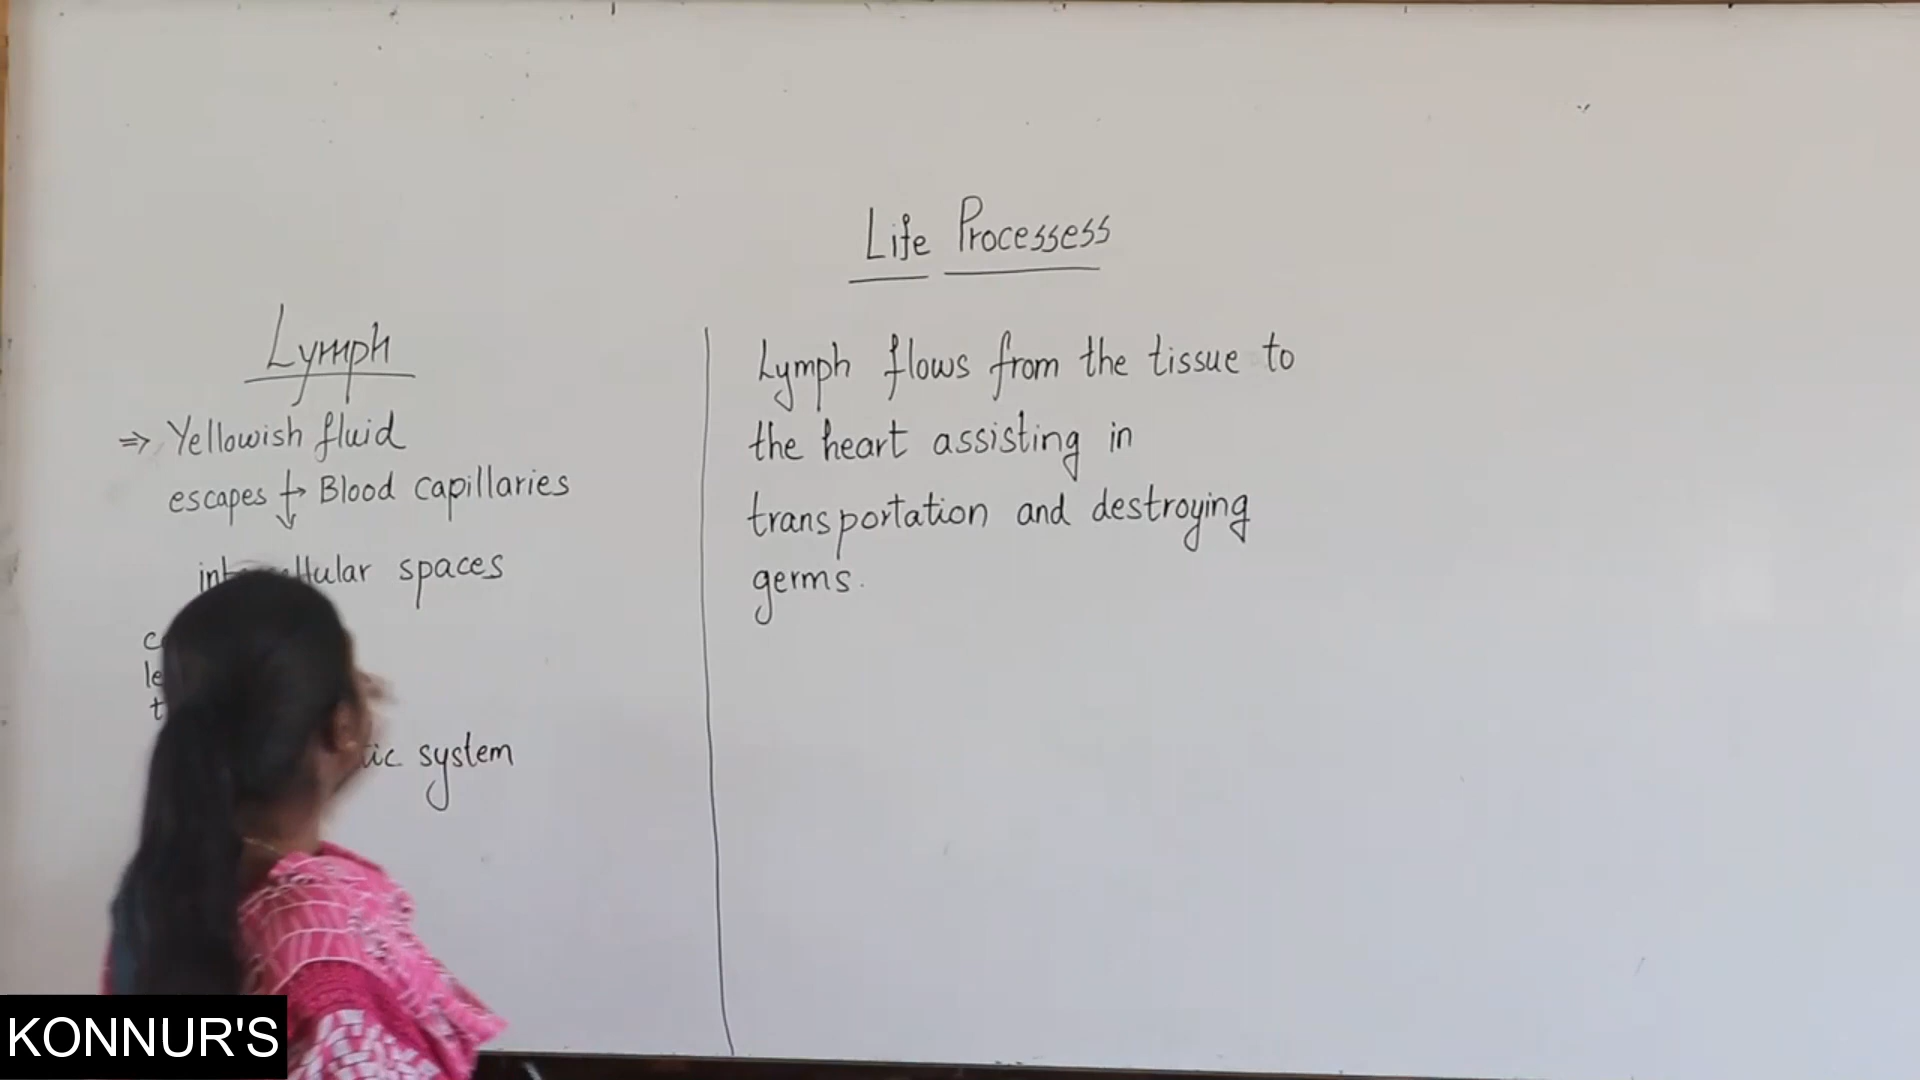 Life Processess
Lymph
⇒ Yellowish fluid
escapes → Blood capillaries
spaces
system
Lymph flows from the tissue to
the heart assisting in
transportation and destroying
germs.
KONNUR'S